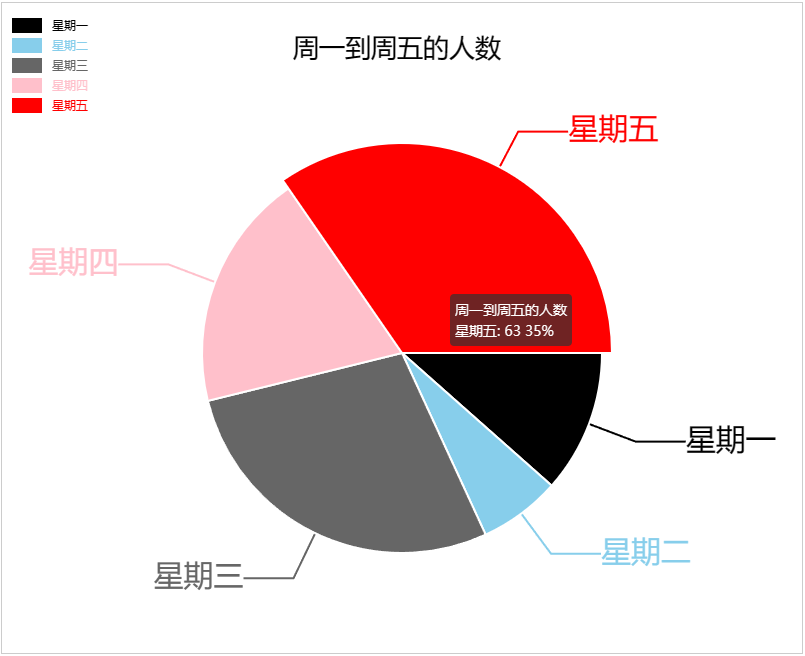 星期一
星期二
星期三
星期四
星期五
周一到周五的人数
星期五
星期四
周一到周五的人数
星期五: 63 35%
星期一
星期二
星期三